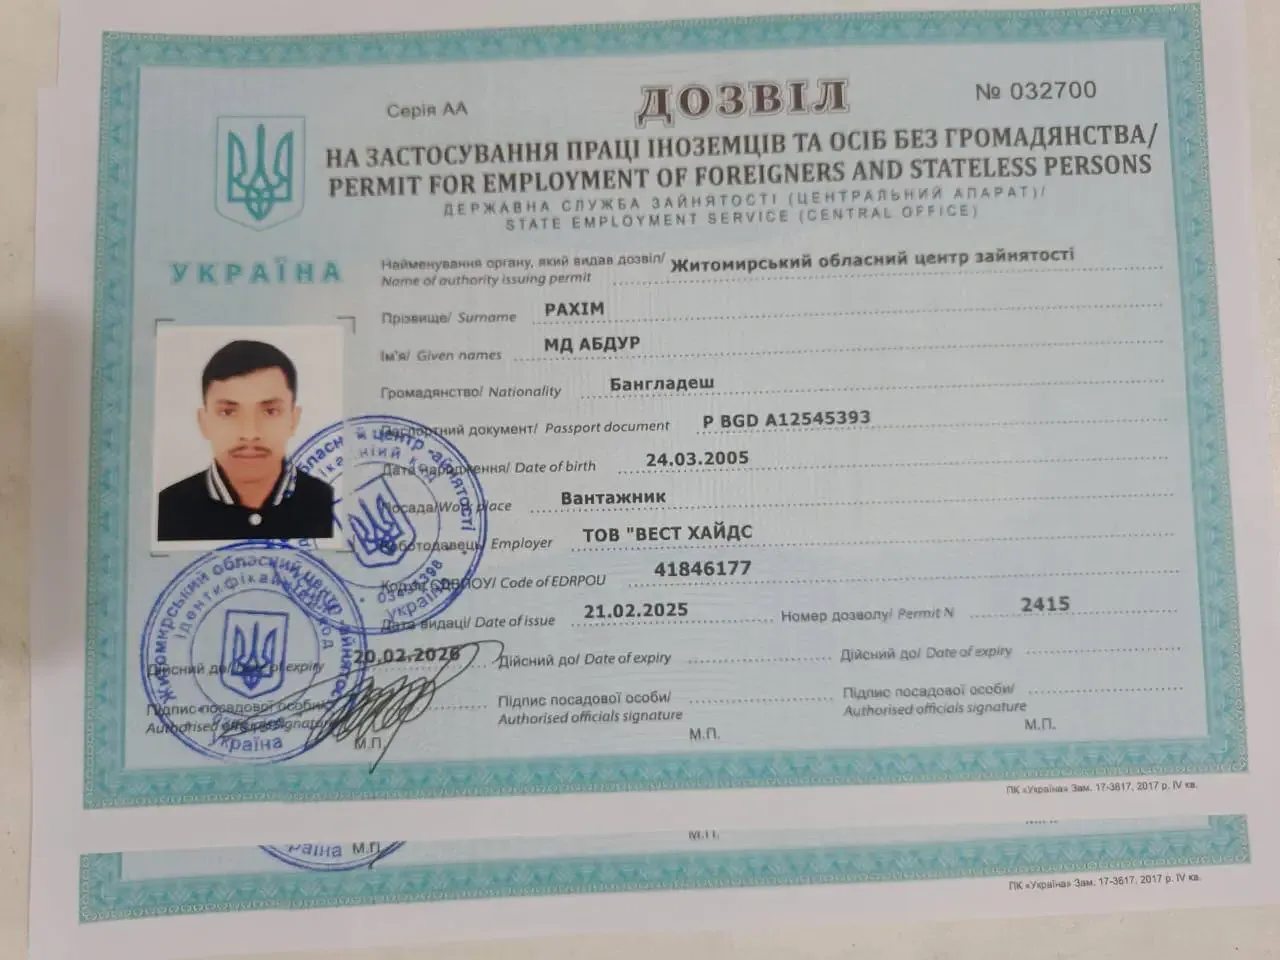 Серія АА
ДОЗВІЛ
№ 032700
НА ЗАСТОСУВАННЯ ПРАЦІ ІНОЗЕМЦІВ ТА ОСІБ БЕЗ ГРОМАДЯНСТВА/
PERMIT FOR EMPLOYMENT OF FOREIGNERS AND STATELESS PERSONS
ДЕРЖАВНА СЛУЖБА ЗАЙНЯТОСТІ (ЦЕНТРАЛЬНИЙ АПАРАТ)/
STATE EMPLOYMENT SERVICE (CENTRAL OFFICE)
УКРАЇНА
Найменування органу, який видав дозвіл/ Житомирський обласний центр зайнятості
Name of authority issuing permit
Прізвище/ Surname РАХІМ
Ім'я/ Given names МД АБДУР
Громадянство/ Nationality Бангладеш
Паспортний документ/ Passport document P BGD A12545393
Дата народження/ Date of birth 24.03.2005
Посада/Work place Вантажник
Роботодавець/ Employer ТОВ "ВЕСТ ХАЙДС
Код ЄДРПОУ/ Code of EDRPOU 41846177
Дата видачі/ Date of issue 21.02.2025 Номер дозволу/ Permit N 2415
Дійсний до/ Date of expiry 20.02.2026 Дійсний до/ Date of expiry Дійсний до/ Date of expiry
Підпис посадової особи/ Підпис посадової особи/ Підпис посадової особи/
Authorised officials signature Authorised officials signature Authorised officials signature
М.П. М.П. М.П.
Житомирський обласний центр зайнятості
Ідентифікаційний код
Україна
обласний центр зайнятості
код
Україна
ПК «Україна» Зам. 17-3617, 2017 р. IV кв.
М.П.
М.П.
ПК «Україна» Зам. 17-3617, 2017 р. IV кв.